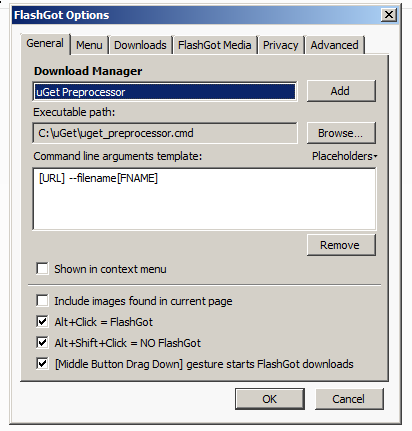 FlashGot Options
General Menu Downloads FlashGot Media Privacy Advanced
Download Manager
uGet Preprocessor Add
Executable path:
C:\uGet\uget_preprocessor.cmd Browse...
Command line arguments template: Placeholders
[URL] --filename[FNAME]
Remove
Shown in context menu
Include images found in current page
Alt+Click = FlashGot
Alt+Shift+Click = NO FlashGot
[Middle Button Drag Down] gesture starts FlashGot downloads
OK Cancel